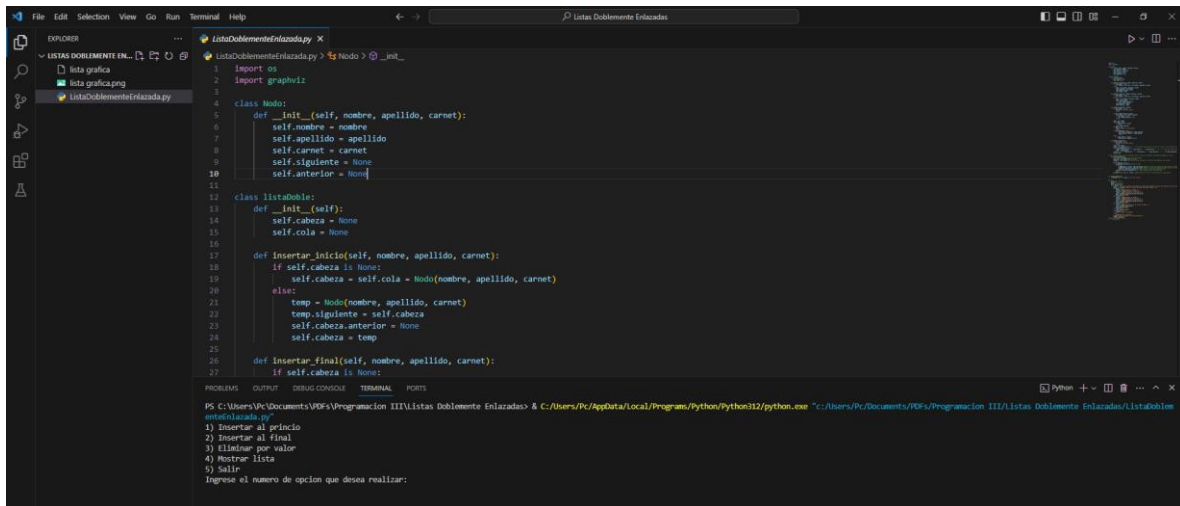 File Edit Selection View Go Run Terminal Help
Listas Doblemente Enlazadas
EXPLORER
LISTAS DOBLEMENTE EN...
lista grafica
lista grafica.png
ListaDoblementeEnlazada.py
ListaDoblementeEnlazada.py
ListaDoblementeEnlazada.py > Nodo > __init__
1 import os
2 import graphviz
3
4 class Nodo:
5 def __init__(self, nombre, apellido, carnet):
6 self.nombre = nombre
7 self.apellido = apellido
8 self.carnet = carnet
9 self.siguiente = None
10 self.anterior = None
11
12 class listaDoble:
13 def __init__(self):
14 self.cabeza = None
15 self.cola = None
16
17 def insertar_inicio(self, nombre, apellido, carnet):
18 if self.cabeza is None:
19 self.cabeza = self.cola = Nodo(nombre, apellido, carnet)
20 else:
21 temp = Nodo(nombre, apellido, carnet)
22 temp.siguiente = self.cabeza
23 self.cabeza.anterior = None
24 self.cabeza = temp
25
26 def insertar_final(self, nombre, apellido, carnet):
27 if self.cabeza is None:
PROBLEMS OUTPUT DEBUG CONSOLE TERMINAL PORTS
Python
PS C:\Users\Pc\Documents\PDFs\Programacion III\Listas Doblemente Enlazadas> & C:/Users/Pc/AppData/Local/Programs/Python/Python312/python.exe "c:/Users/Pc/Documents/PDFs/Programacion III/Listas Doblemente Enlazadas/ListaDoblem
enteEnlazada.py"
1) Insertar al princio
2) Insertar al final
3) Eliminar por valor
4) Mostrar lista
5) Salir
Ingrese el numero de opcion que desea realizar: